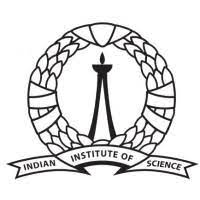 INDIAN INSTITUTE OF SCIENCE